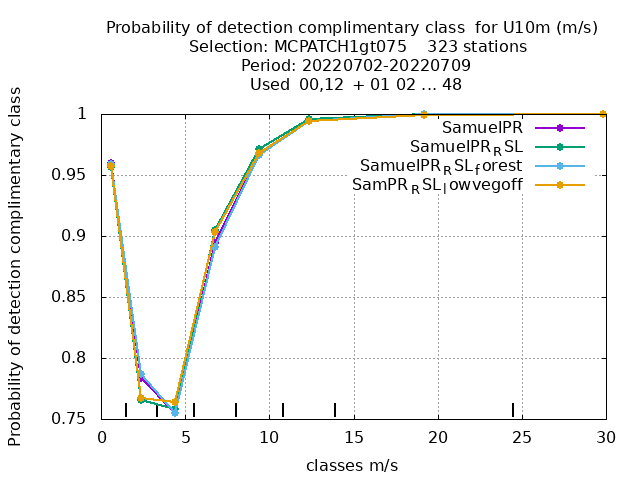 Probability of detection complimentary class  for U10m (m/s)
Selection: MCPATCH1gt075    323 stations
Period: 20220702-20220709
Used  00,12  + 01 02 ... 48
Probability of detection complimentary class
1
0.95
0.9
0.85
0.8
0.75
SamuelPR
SamuelPR_RSL
SamuelPR_RSL_forest
SamPR_RSL_lowvegoff
0 5 10 15 20 25 30
classes m/s